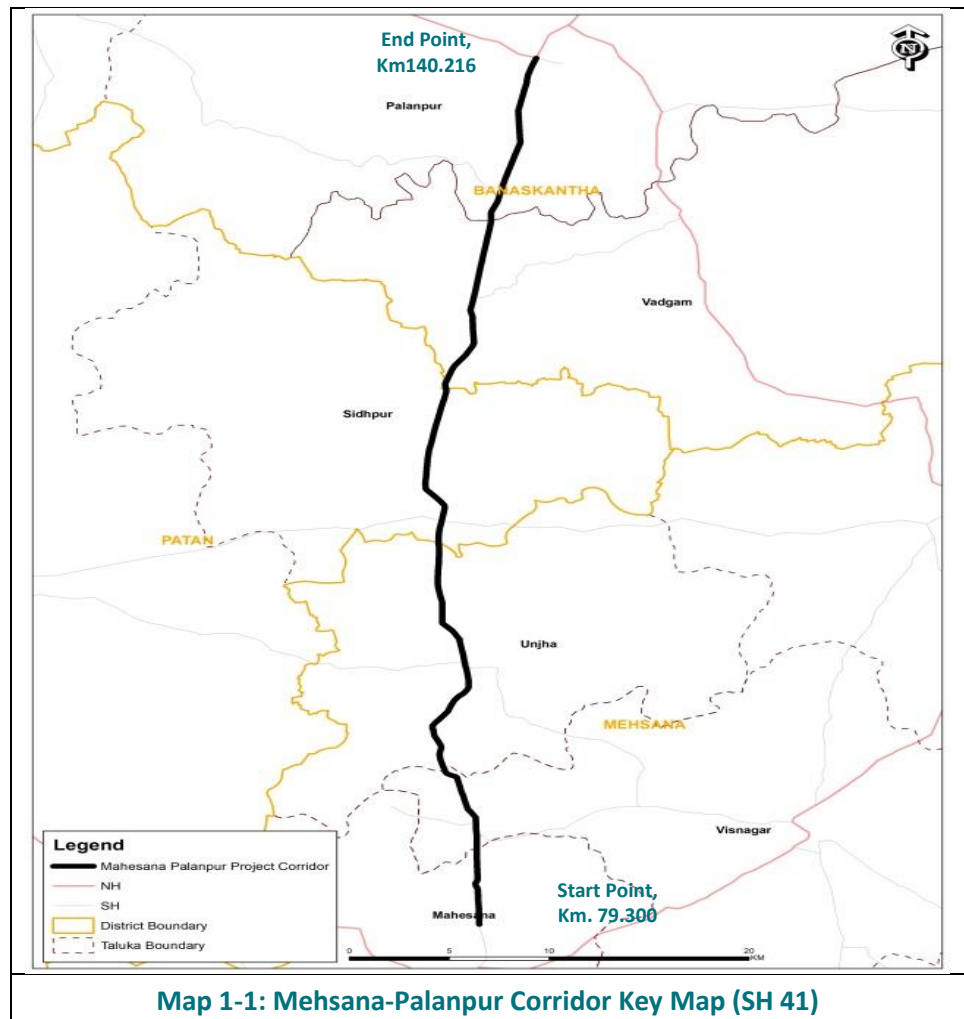 End Point,
Km140.216
N
Palanpur
BANASKANTHA
Vadgam
Sidhpur
PATAN
Unjha
MEHSANA
Visnagar
Legend
Mahesana Palanpur Project Corridor
NH
SH
District Boundary
Taluka Boundary
Mahesana
Start Point,
Km. 79.300
0 5 10 20
KM
Map 1-1: Mehsana-Palanpur Corridor Key Map (SH 41)